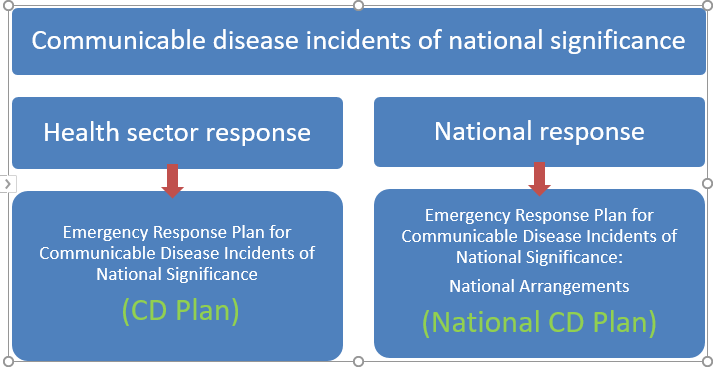 Communicable disease incidents of national significance
Health sector response
National response
Emergency Response Plan for
Communicable Disease Incidents of
National Significance
(CD Plan)
Emergency Response Plan for
Communicable Disease Incidents of
National Significance:
National Arrangements
(National CD Plan)